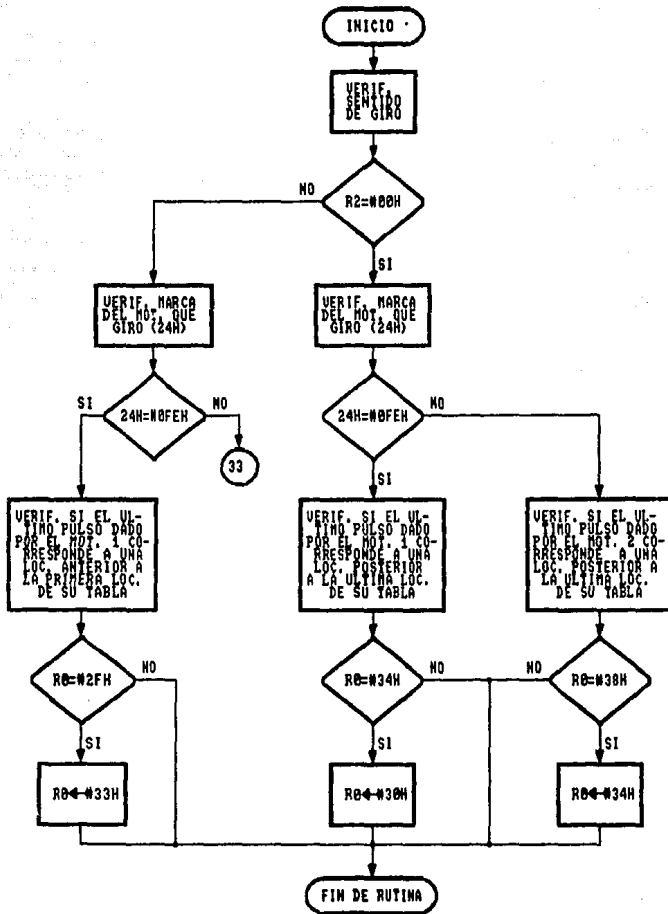 INICIO
VERIF.
SENTIDO
DE GIRO
R2=#00H
NO
SI
VERIF. MARCA
DEL MOT. QUE
GIRO (24H)
VERIF. MARCA
DEL MOT. QUE
GIRO (24H)
24H=#0FEH
SI
NO
33
24H=#0FEH
NO
SI
VERIF. SI EL UL-
TIMO PULSO DADO
POR EL MOT. 1 CO-
RRESPONDE A UNA
LOC. ANTERIOR A
LA PRIMERA LOC.
DE SU TABLA
VERIF. SI EL UL-
TIMO PULSO DADO
POR EL MOT. 1 CO-
RRESPONDE A UNA
LOC. POSTERIOR
A LA ULTIMA LOC.
DE SU TABLA
VERIF. SI EL UL-
TIMO PULSO DADO
POR EL MOT. 2 CO-
RRESPONDE A UNA
LOC. POSTERIOR A
LA ULTIMA LOC.
DE SU TABLA
R0=#2FH
NO
SI
R0=#34H
NO
SI
R0=#38H
NO
SI
R0←#33H
R0←#30H
R0←#34H
FIN DE RUTINA